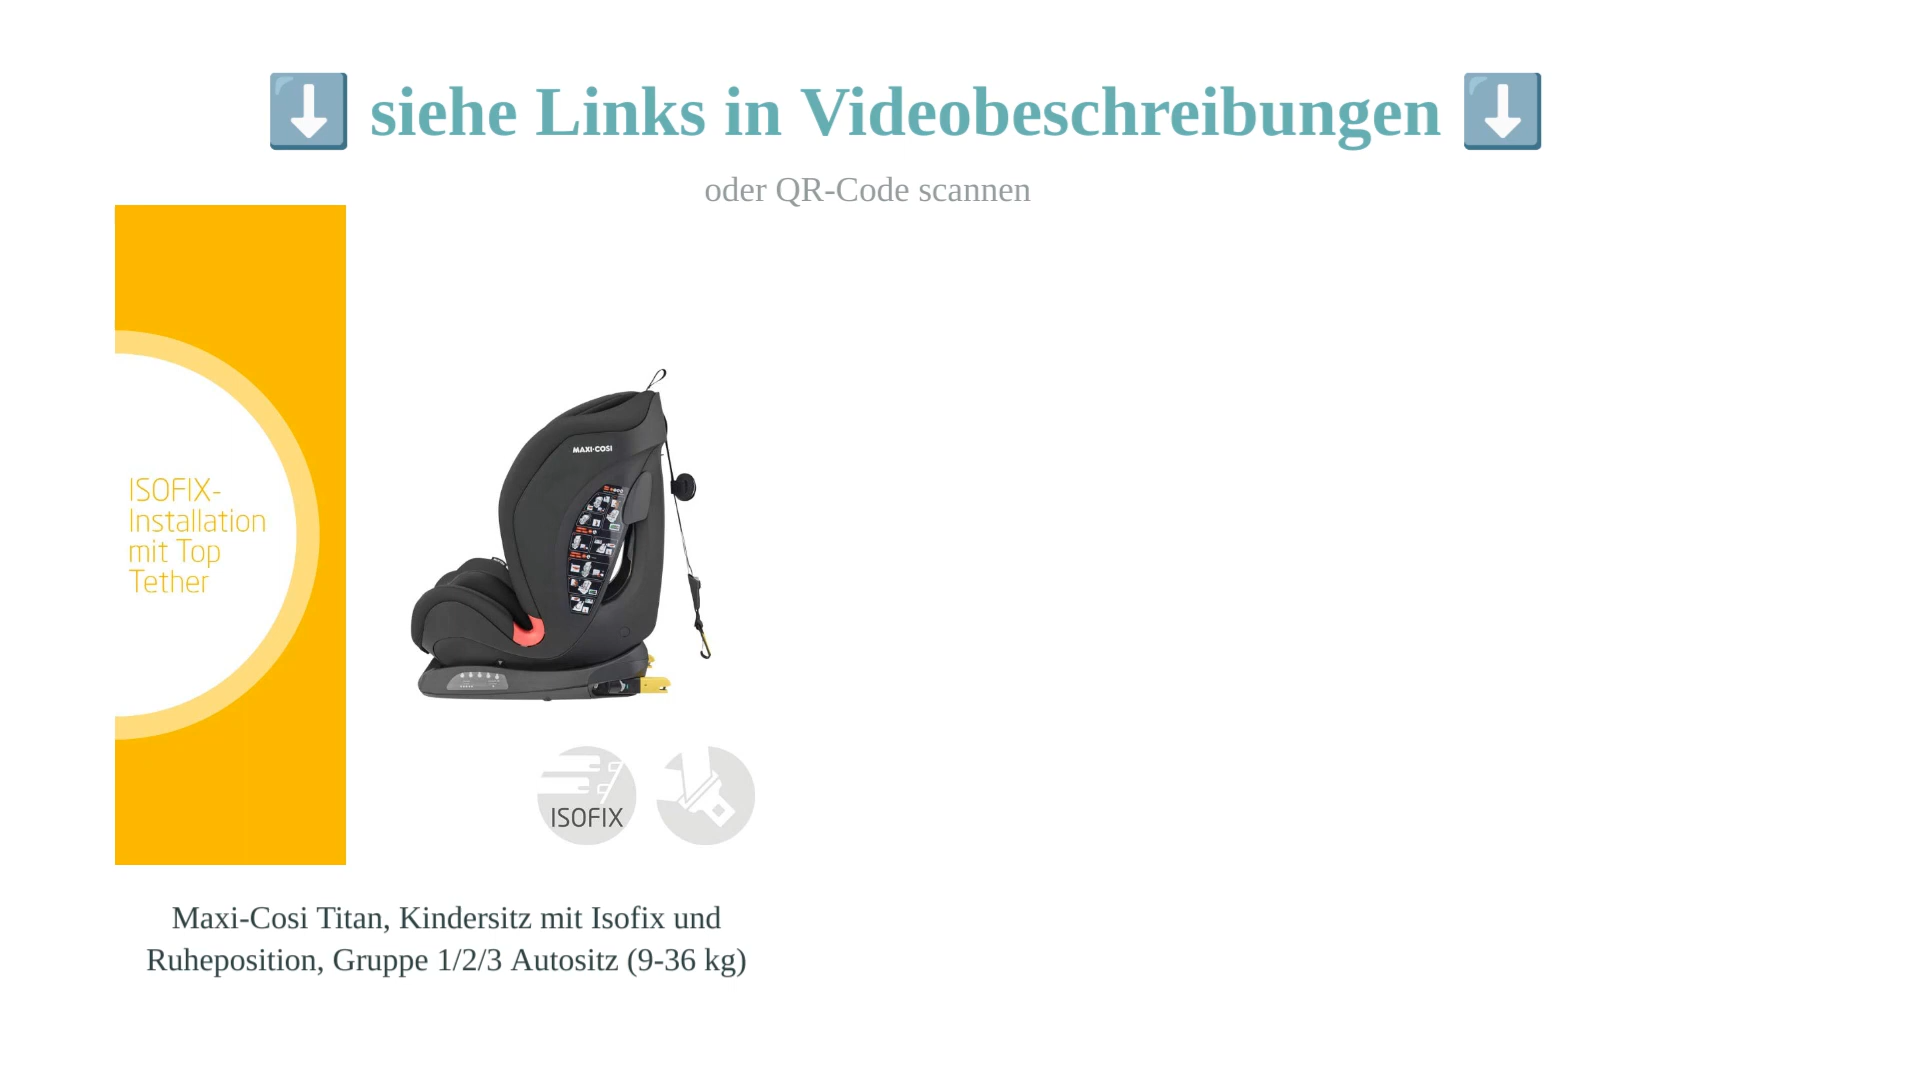 ⬇️ siehe Links in Videobeschreibungen ⬇️
oder QR-Code scannen
ISOFIX-
Installation
mit Top
Tether
MAXI·COSI
ISOFIX
Maxi-Cosi Titan, Kindersitz mit Isofix und
Ruheposition, Gruppe 1/2/3 Autositz (9-36 kg)